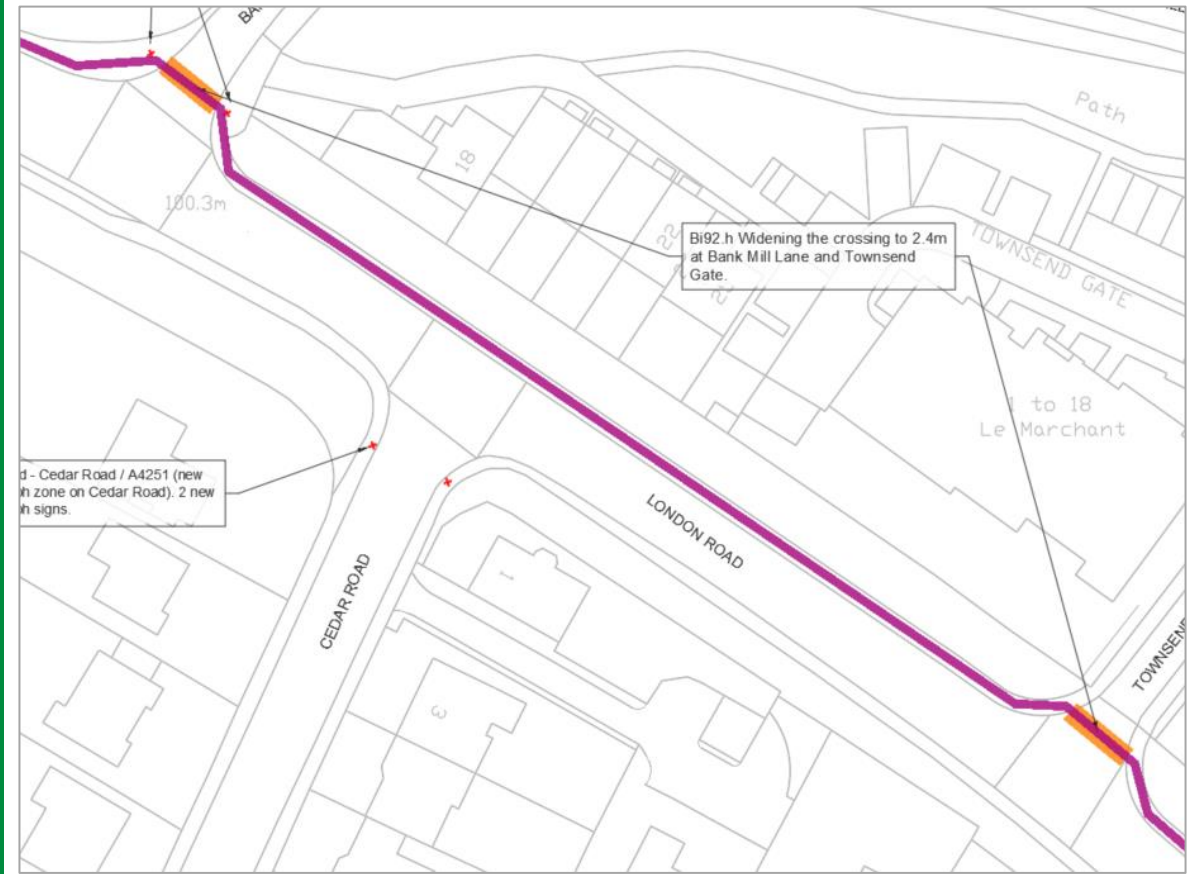 BA
Path
18
100.3m
22
Bi92.h Widening the crossing to 2.4m
at Bank Mill Lane and Townsend
Gate.
TOWNSEND GATE
1 to 18
Le Marchant
d - Cedar Road / A4251 (new
h zone on Cedar Road). 2 new
h signs.
LONDON ROAD
1
CEDAR ROAD
3
TOWNSEN